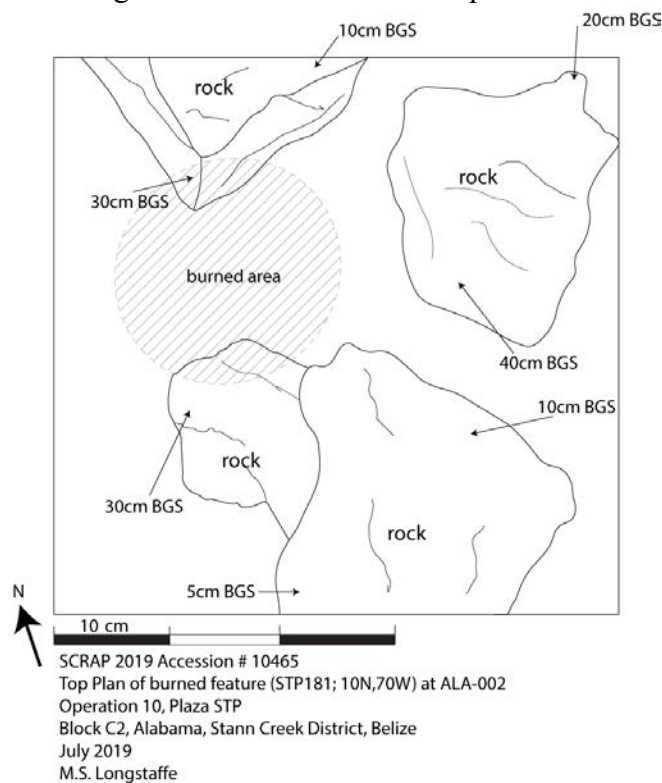 20cm BGS
10cm BGS
rock
rock
30cm BGS
burned area
40cm BGS
10cm BGS
rock
30cm BGS
rock
5cm BGS
N
10 cm
SCRAP 2019 Accession # 10465
Top Plan of burned feature (STP181; 10N,70W) at ALA-002
Operation 10, Plaza STP
Block C2, Alabama, Stann Creek District, Belize
July 2019
M.S. Longstaffe